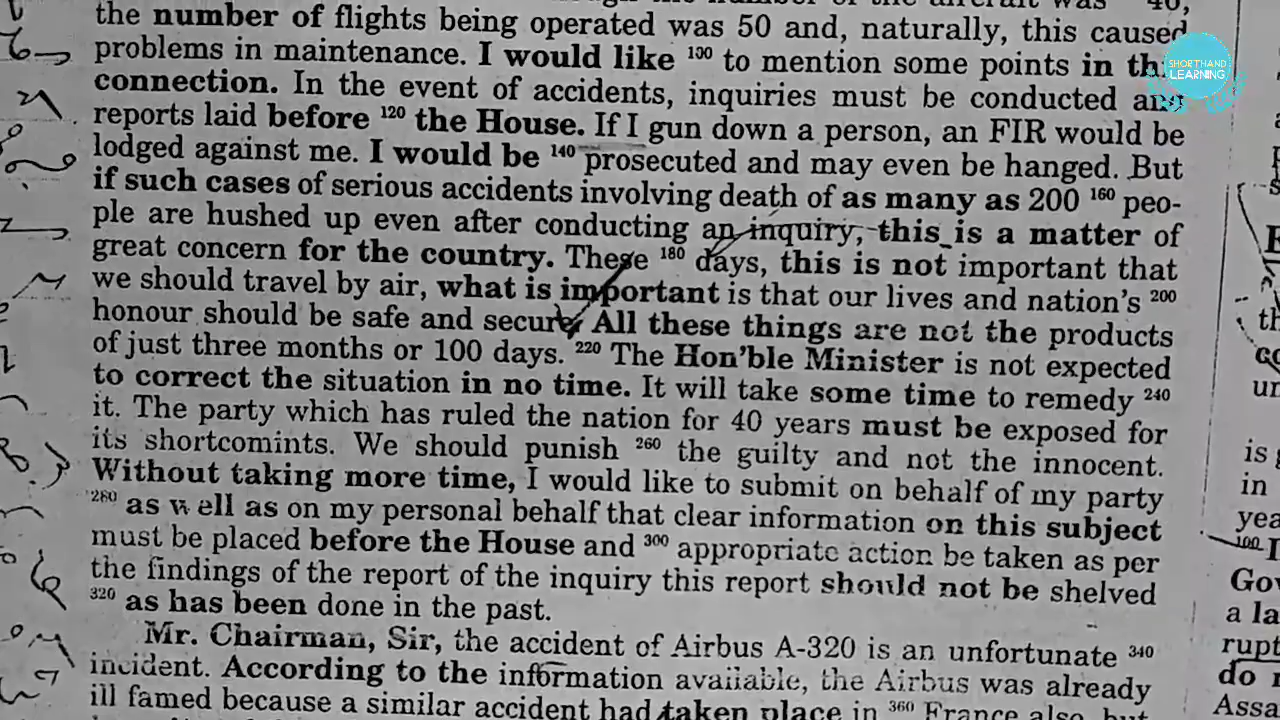 the number of flights being operated was 50 and, naturally, this caused
problems in maintenance. I would like 100 to mention some points in this
connection. In the event of accidents, inquiries must be conducted and
reports laid before 120 the House. If I gun down a person, an FIR would be
lodged against me. I would be 140 prosecuted and may even be hanged. But
if such cases of serious accidents involving death of as many as 200 160 peo-
ple are hushed up even after conducting an inquiry, this is a matter of
great concern for the country. These 180 days, this is not important that
we should travel by air, what is important is that our lives and nation's 200
honour should be safe and secure. All these things are not the products
of just three months or 100 days. 220 The Hon'ble Minister is not expected
to correct the situation in no time. It will take some time to remedy 240
it. The party which has ruled the nation for 40 years must be exposed for
its shortcomints. We should punish 260 the guilty and not the innocent.
Without taking more time, I would like to submit on behalf of my party
280 as well as on my personal behalf that clear information on this subject
must be placed before the House and 300 appropriate action be taken as per
the findings of the report of the inquiry this report should not be shelved
320 as has been done in the past.
Mr. Chairman, Sir, the accident of Airbus A-320 is an unfortunate 340
incident. According to the information available, the Airbus was already
ill famed because a similar accident had taken place in 360 France also, but
SHORTHAND
LEARNING
is
in
yea
100
Gov
a la
rupt
do
Assa